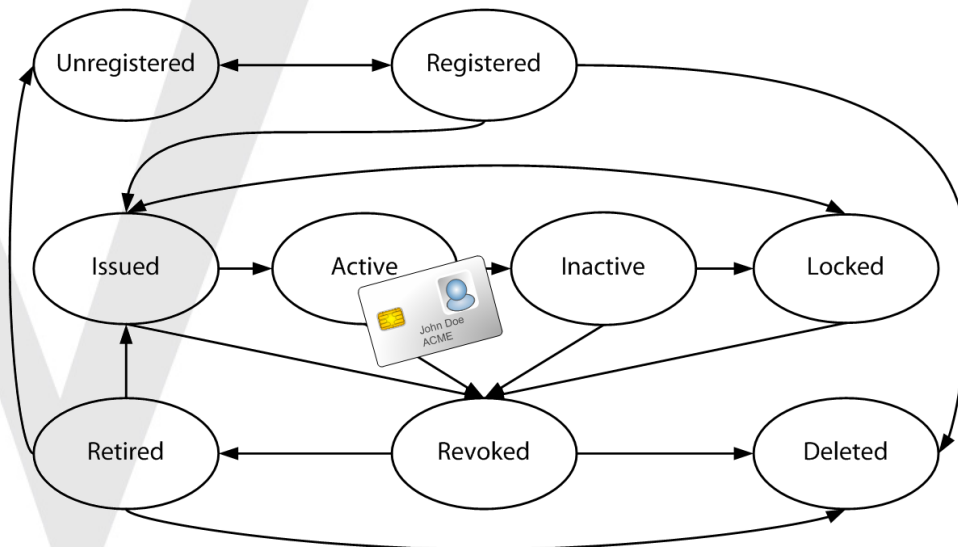 Unregistered
Registered
Issued
Active
Inactive
Locked
John Doe
ACME
Retired
Revoked
Deleted